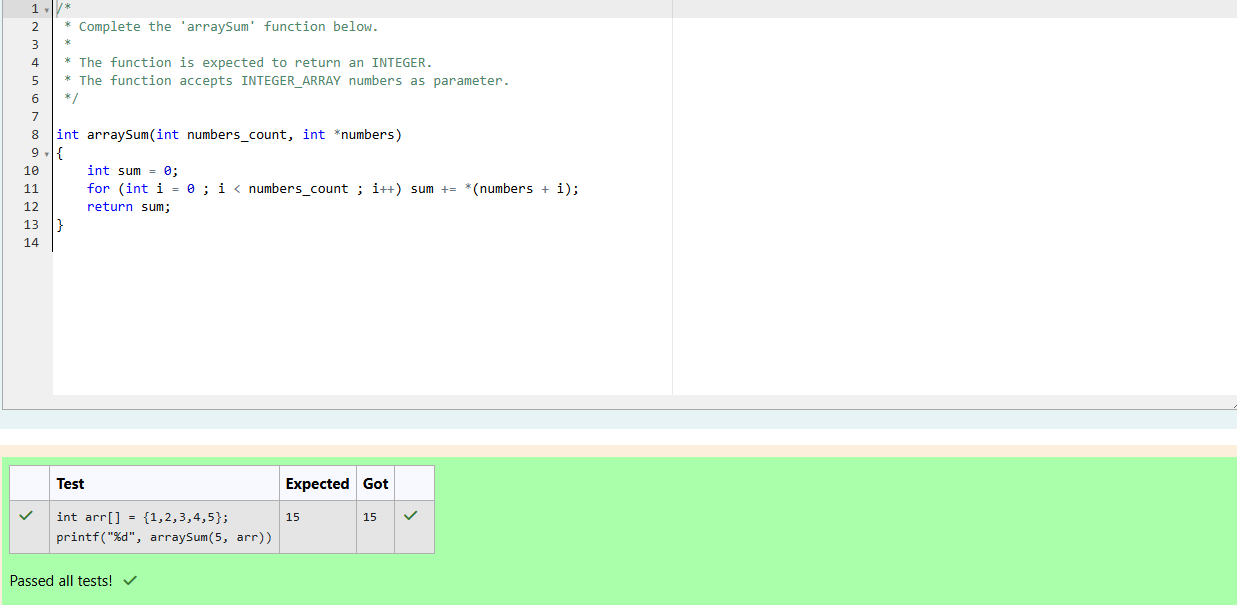 1 /*
2  * Complete the 'arraySum' function below.
3  *
4  * The function is expected to return an INTEGER.
5  * The function accepts INTEGER_ARRAY numbers as parameter.
6  */
7
8 int arraySum(int numbers_count, int *numbers)
9 {
10     int sum = 0;
11     for (int i = 0 ; i < numbers_count ; i++) sum += *(numbers + i);
12     return sum;
13 }
14
Test Expected Got
int arr[] = {1,2,3,4,5}; 15 15
printf("%d", arraySum(5, arr))
Passed all tests!